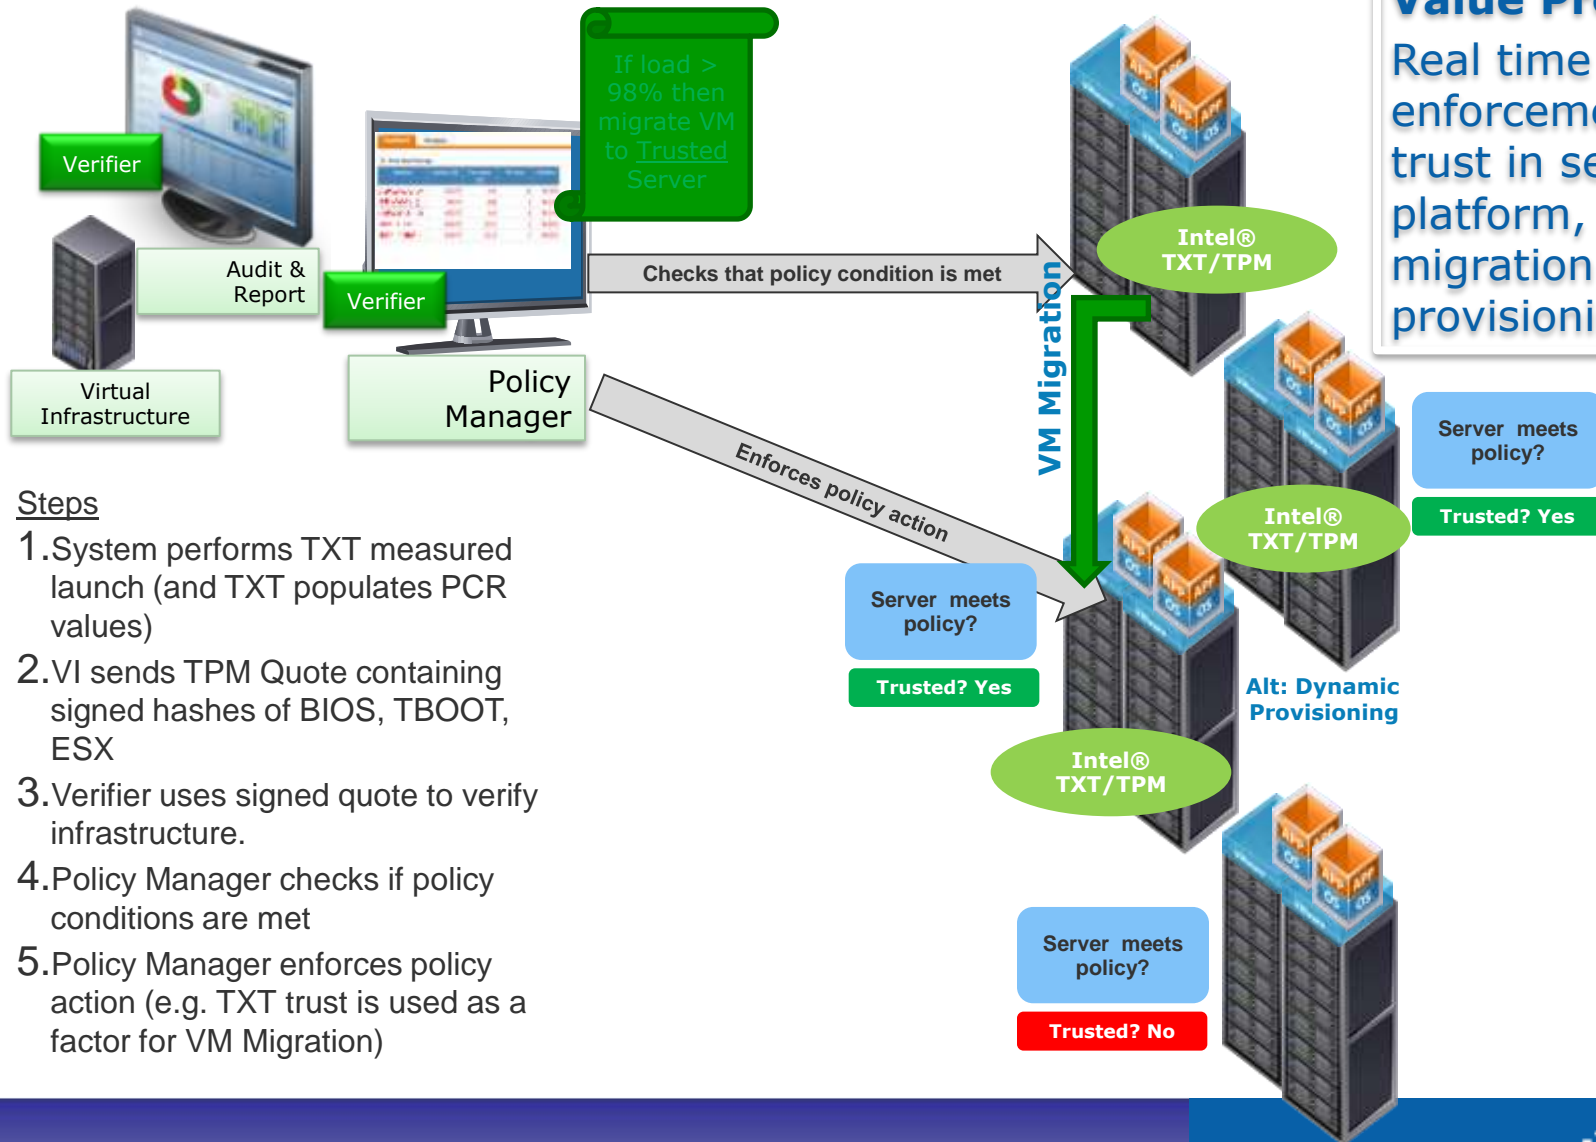 Verifier
Audit &
Report
Virtual
Infrastructure
Verifier
Policy
Manager
If load >
98% then
migrate VM
to Trusted
Server
Checks that policy condition is met
Enforces policy action
VM Migration
Intel®
TXT/TPM
Real time
trust in
platform,
migration
Server meets
policy?
Trusted? Yes
Intel®
TXT/TPM
Alt: Dynamic
Provisioning
Server meets
policy?
Trusted? Yes
Intel®
TXT/TPM
Server meets
policy?
Trusted? No
APP
OS
Steps
1.System performs TXT measured
launch (and TXT populates PCR
values)
2.VI sends TPM Quote containing
signed hashes of BIOS, TBOOT,
ESX
3.Verifier uses signed quote to verify
infrastructure.
4.Policy Manager checks if policy
conditions are met
5.Policy Manager enforces policy
action (e.g. TXT trust is used as a
factor for VM Migration)